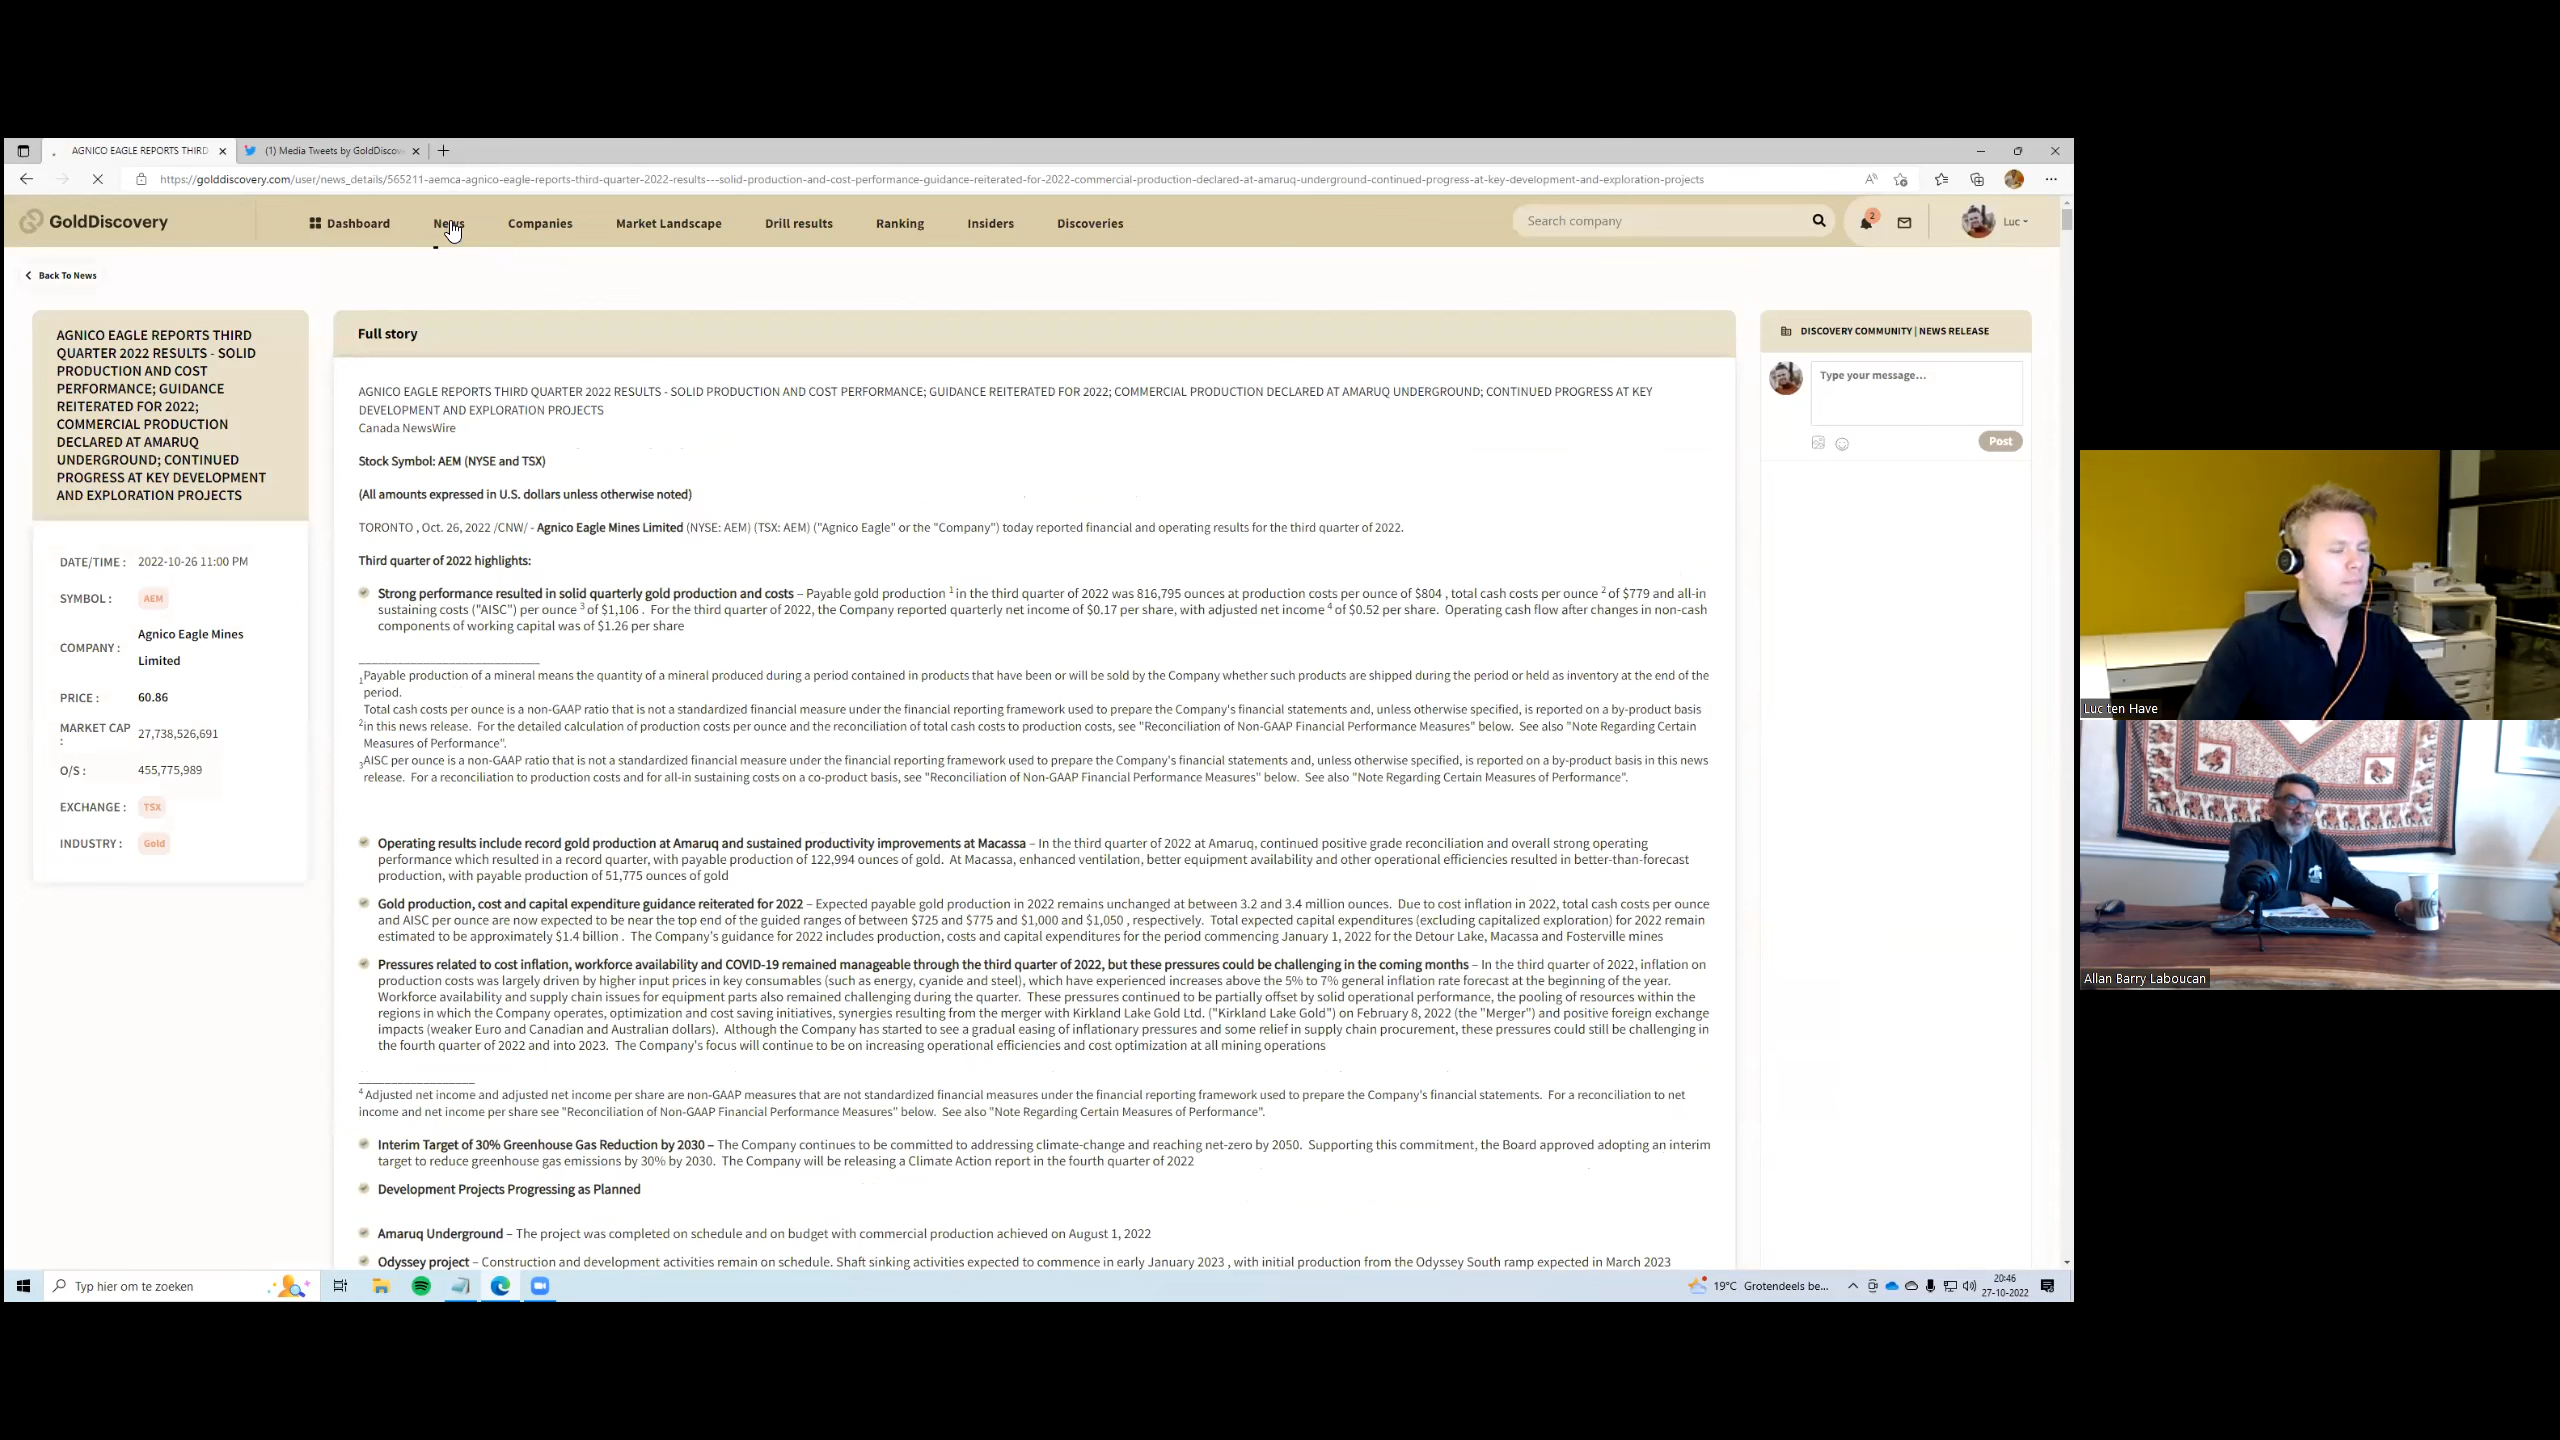 AGNICO EAGLE REPORTS THIRD
(1) Media Tweets by GoldDiscov
https://golddiscovery.com/user/news_details/565211-aemca-agnico-eagle-reports-third-quarter-2022-results---solid-production-and-cost-performance-guidance-reiterated-for-2022-commercial-production-declared-at-amaruq-underground-continued-progress-at-key-development-and-exploration-projects
GoldDiscovery
Dashboard
News
Companies
Market Landscape
Drill results
Ranking
Insiders
Discoveries
Search company
2
Luc
Back To News
AGNICO EAGLE REPORTS THIRD
QUARTER 2022 RESULTS - SOLID
PRODUCTION AND COST
PERFORMANCE; GUIDANCE
REITERATED FOR 2022;
COMMERCIAL PRODUCTION
DECLARED AT AMARUQ
UNDERGROUND; CONTINUED
PROGRESS AT KEY DEVELOPMENT
AND EXPLORATION PROJECTS
DATE/TIME : 2022-10-26 11:00 PM
SYMBOL : AEM
COMPANY : Agnico Eagle Mines
Limited
PRICE : 60.86
MARKET CAP
: 27,738,526,691
O/S : 455,775,989
EXCHANGE : TSX
INDUSTRY : Gold
Full story
AGNICO EAGLE REPORTS THIRD QUARTER 2022 RESULTS - SOLID PRODUCTION AND COST PERFORMANCE; GUIDANCE REITERATED FOR 2022; COMMERCIAL PRODUCTION DECLARED AT AMARUQ UNDERGROUND; CONTINUED PROGRESS AT KEY
DEVELOPMENT AND EXPLORATION PROJECTS
Canada NewsWire
Stock Symbol: AEM (NYSE and TSX)
(All amounts expressed in U.S. dollars unless otherwise noted)
TORONTO , Oct. 26, 2022 /CNW/ - Agnico Eagle Mines Limited (NYSE: AEM) (TSX: AEM) ("Agnico Eagle" or the "Company") today reported financial and operating results for the third quarter of 2022.
Third quarter of 2022 highlights:
Strong performance resulted in solid quarterly gold production and costs – Payable gold production 1 in the third quarter of 2022 was 816,795 ounces at production costs per ounce of $804 , total cash costs per ounce 2 of $779 and all-in
sustaining costs ("AISC") per ounce 3 of $1,106 . For the third quarter of 2022, the Company reported quarterly net income of $0.17 per share, with adjusted net income 4 of $0.52 per share. Operating cash flow after changes in non-cash
components of working capital was of $1.26 per share
1 Payable production of a mineral means the quantity of a mineral produced during a period contained in products that have been or will be sold by the Company whether such products are shipped during the period or held as inventory at the end of the
period.
Total cash costs per ounce is a non-GAAP ratio that is not a standardized financial measure under the financial reporting framework used to prepare the Company's financial statements and, unless otherwise specified, is reported on a by-product basis
2 in this news release. For the detailed calculation of production costs per ounce and the reconciliation of total cash costs to production costs, see "Reconciliation of Non-GAAP Financial Performance Measures" below. See also "Note Regarding Certain
Measures of Performance".
3 AISC per ounce is a non-GAAP ratio that is not a standardized financial measure under the financial reporting framework used to prepare the Company's financial statements and, unless otherwise specified, is reported on a by-product basis in this news
release. For a reconciliation to production costs and for all-in sustaining costs on a co-product basis, see "Reconciliation of Non-GAAP Financial Performance Measures" below. See also "Note Regarding Certain Measures of Performance".
Operating results include record gold production at Amaruq and sustained productivity improvements at Macassa – In the third quarter of 2022 at Amaruq, continued positive grade reconciliation and overall strong operating
performance which resulted in a record quarter, with payable production of 122,994 ounces of gold. At Macassa, enhanced ventilation, better equipment availability and other operational efficiencies resulted in better-than-forecast
production, with payable production of 51,775 ounces of gold
Gold production, cost and capital expenditure guidance reiterated for 2022 – Expected payable gold production in 2022 remains unchanged at between 3.2 and 3.4 million ounces. Due to cost inflation in 2022, total cash costs per ounce
and AISC per ounce are now expected to be near the top end of the guided ranges of between $725 and $775 and $1,000 and $1,050 , respectively. Total expected capital expenditures (excluding capitalized exploration) for 2022 remain
estimated to be approximately $1.4 billion . The Company's guidance for 2022 includes production, costs and capital expenditures for the period commencing January 1, 2022 for the Detour Lake, Macassa and Fosterville mines
Pressures related to cost inflation, workforce availability and COVID-19 remained manageable through the third quarter of 2022, but these pressures could be challenging in the coming months – In the third quarter of 2022, inflation on
production costs was largely driven by higher input prices in key consumables (such as energy, cyanide and steel), which have experienced increases above the 5% to 7% general inflation rate forecast at the beginning of the year.
Workforce availability and supply chain issues for equipment parts also remained challenging during the quarter. These pressures continued to be partially offset by solid operational performance, the pooling of resources within the
regions in which the Company operates, optimization and cost saving initiatives, synergies resulting from the merger with Kirkland Lake Gold Ltd. ("Kirkland Lake Gold") on February 8, 2022 (the "Merger") and positive foreign exchange
impacts (weaker Euro and Canadian and Australian dollars). Although the Company has started to see a gradual easing of inflationary pressures and some relief in supply chain procurement, these pressures could still be challenging in
the fourth quarter of 2022 and into 2023. The Company's focus will continue to be on increasing operational efficiencies and cost optimization at all mining operations
4 Adjusted net income and adjusted net income per share are non-GAAP measures that are not standardized financial measures under the financial reporting framework used to prepare the Company's financial statements. For a reconciliation to net
income and net income per share see "Reconciliation of Non-GAAP Financial Performance Measures" below. See also "Note Regarding Certain Measures of Performance".
Interim Target of 30% Greenhouse Gas Reduction by 2030 – The Company continues to be committed to addressing climate-change and reaching net-zero by 2050. Supporting this commitment, the Board approved adopting an interim
target to reduce greenhouse gas emissions by 30% by 2030. The Company will be releasing a Climate Action report in the fourth quarter of 2022
Development Projects Progressing as Planned
Amaruq Underground – The project was completed on schedule and on budget with commercial production achieved on August 1, 2022
Odyssey project – Construction and development activities remain on schedule. Shaft sinking activities expected to commence in early January 2023 , with initial production from the Odyssey South ramp expected in March 2023
DISCOVERY COMMUNITY | NEWS RELEASE
Type your message...
Post
Luc ten Have
Allan Barry Laboucan
Typ hier om te zoeken
19°C Grotendeels be...
20:46
27-10-2022